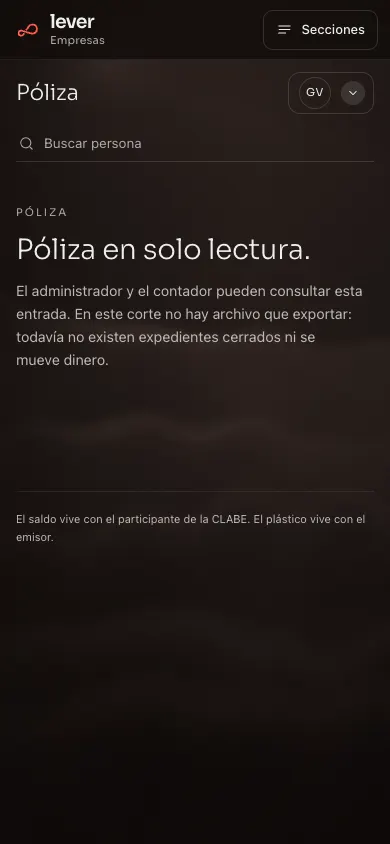 lever
Empresas
Secciones
Póliza
GV
Buscar persona
PÓLIZA
Póliza en solo lectura.
El administrador y el contador pueden consultar esta
entrada. En este corte no hay archivo que exportar:
todavía no existen expedientes cerrados ni se
mueve dinero.
El saldo vive con el participante de la CLABE. El plástico vive con el
emisor.